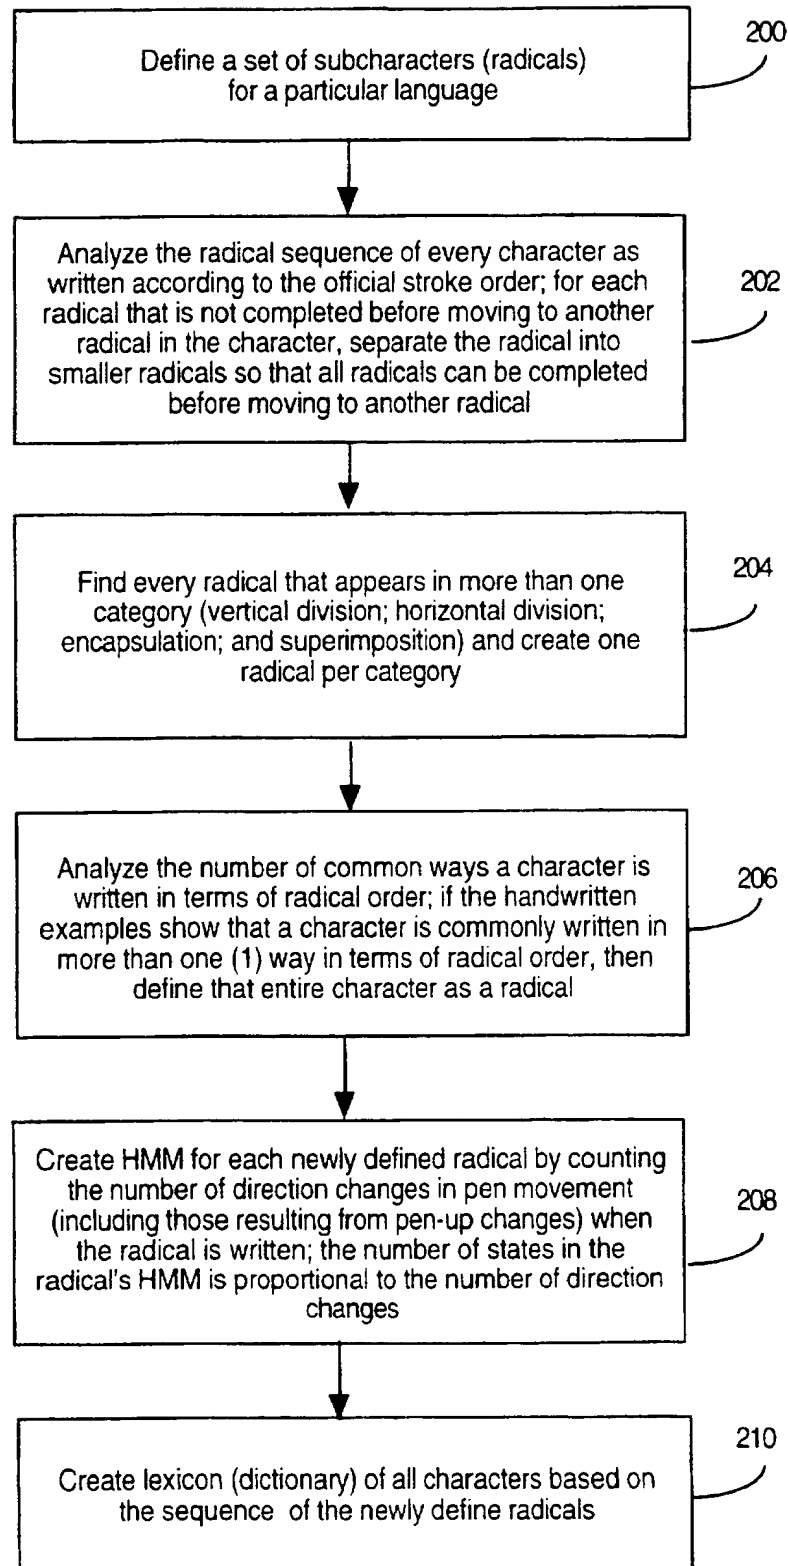 200
Define a set of subcharacters (radicals)
for a particular language
Analyze the radical sequence of every character as
written according to the official stroke order; for each
radical that is not completed before moving to another
radical in the character, separate the radical into
smaller radicals so that all radicals can be completed
before moving to another radical
202
Find every radical that appears in more than one
category (vertical division; horizontal division;
encapsulation; and superimposition) and create one
radical per category
204
Analyze the number of common ways a character is
written in terms of radical order; if the handwritten
examples show that a character is commonly written in
more than one (1) way in terms of radical order, then
define that entire character as a radical
206
Create HMM for each newly defined radical by counting
the number of direction changes in pen movement
(including those resulting from pen-up changes) when
the radical is written; the number of states in the
radical's HMM is proportional to the number of direction
changes
208
Create lexicon (dictionary) of all characters based on
the sequence of the newly define radicals
210